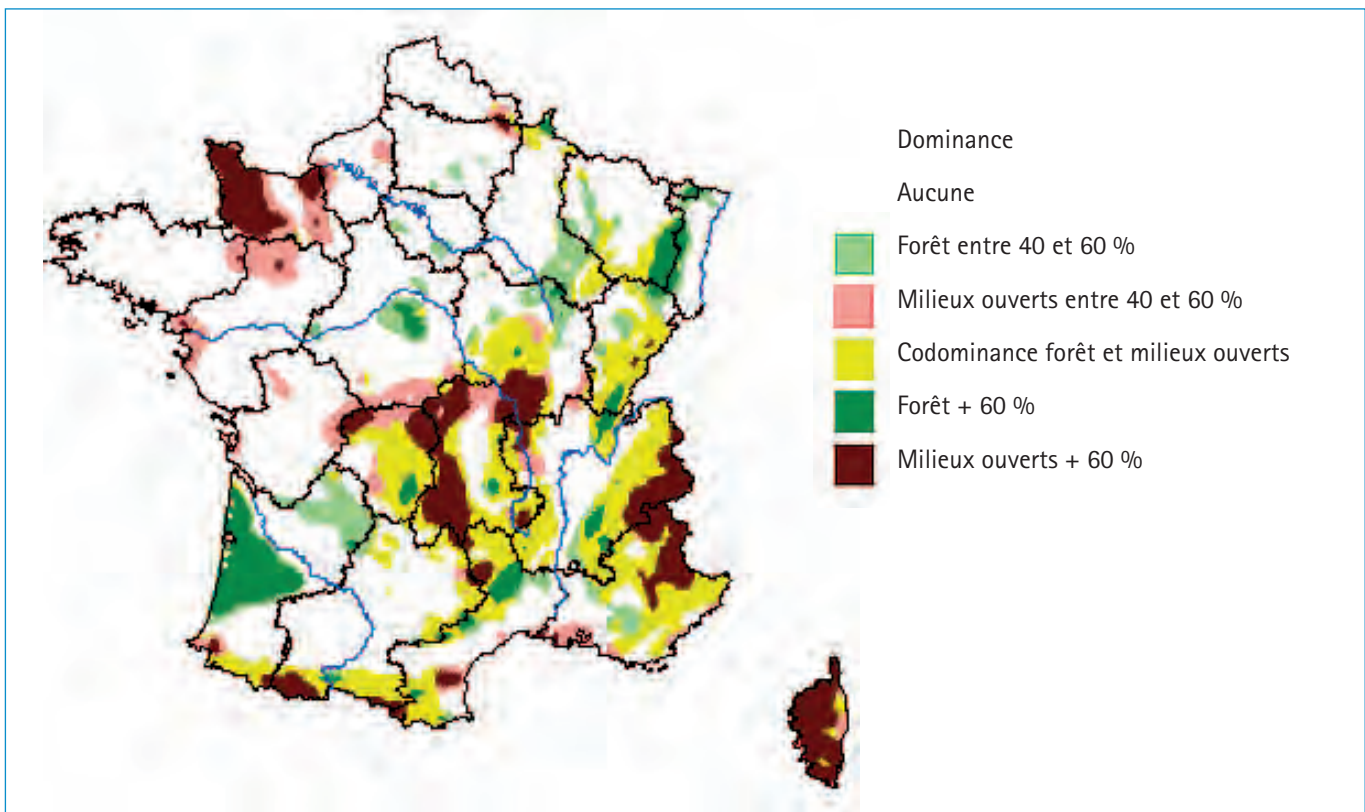 Dominance
Aucune
Forêt entre 40 et 60 %
Milieux ouverts entre 40 et 60 %
Codominance forêt et milieux ouverts
Forêt + 60 %
Milieux ouverts + 60 %